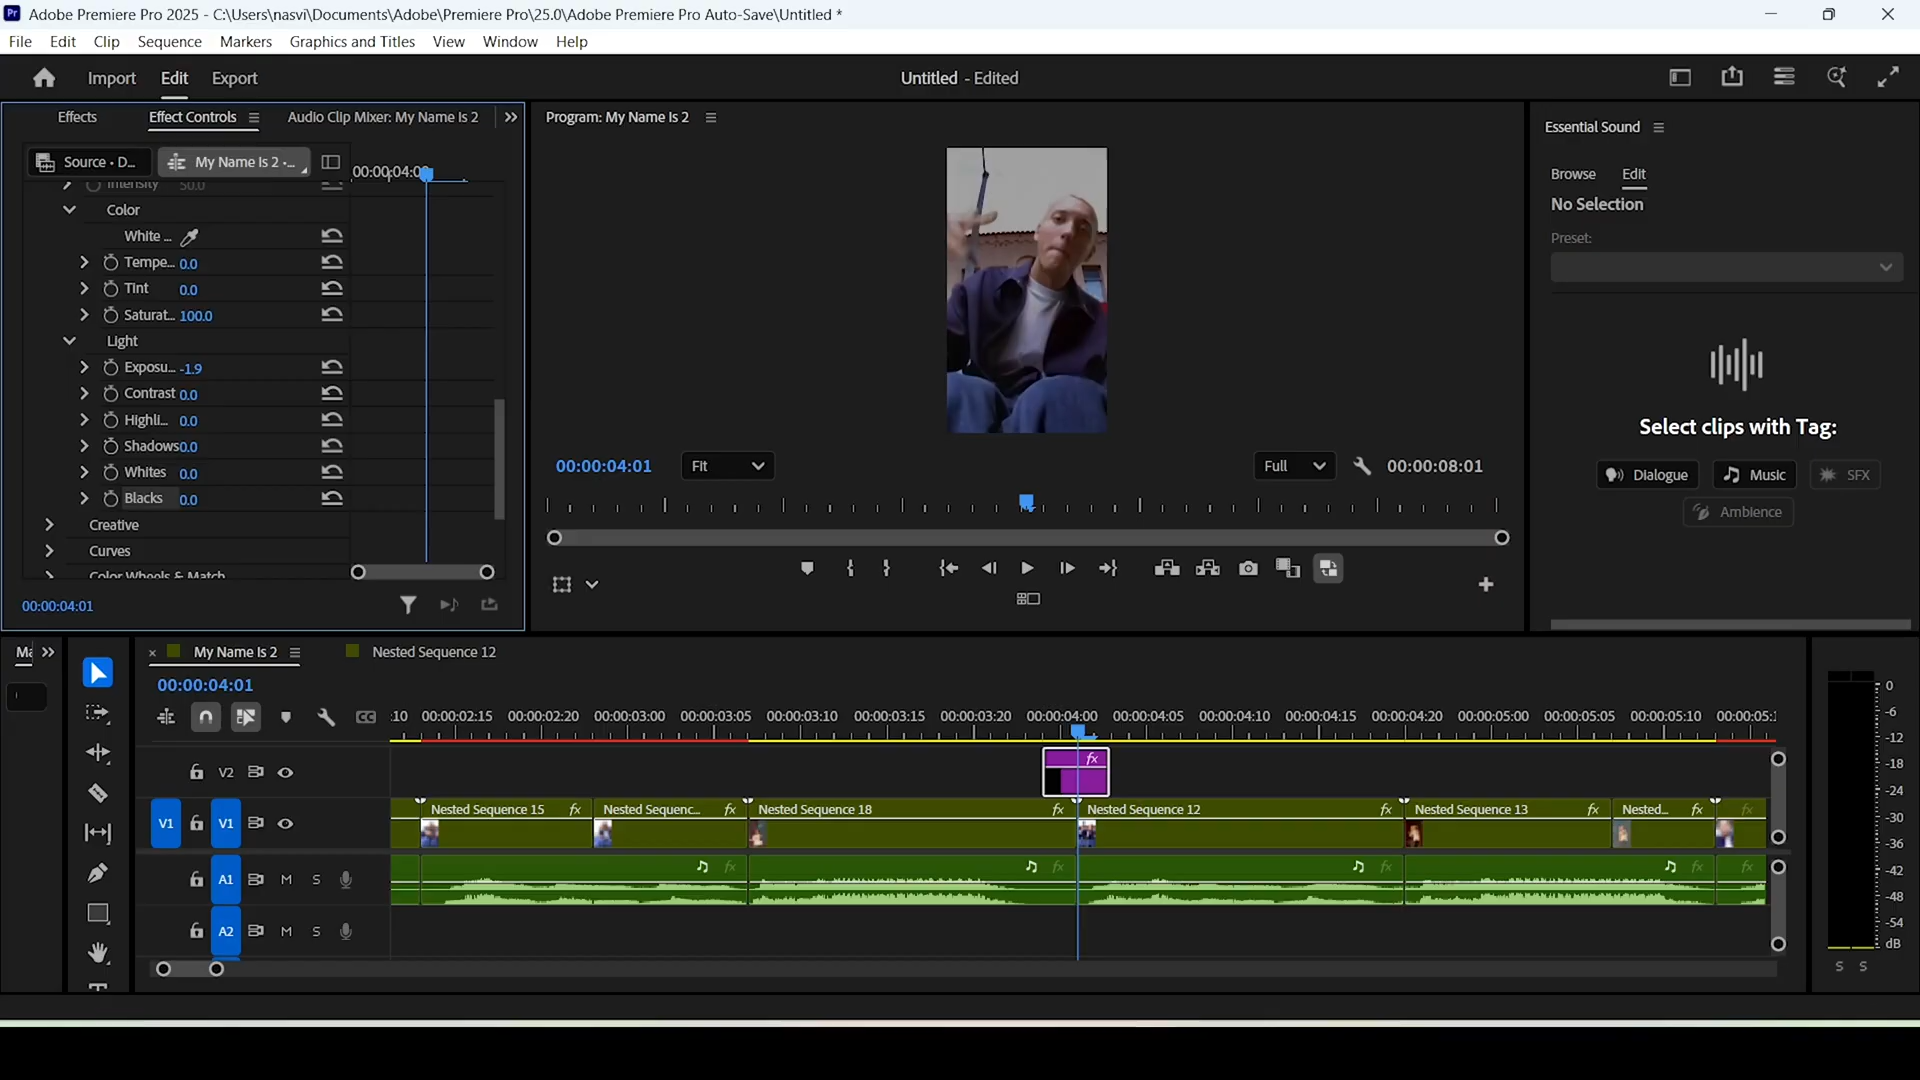 Pr Adobe Premiere Pro 2025 - C:\Users\nasvi\Documents\Adobe\Premiere Pro\25.0\Adobe Premiere Pro Auto-Save\Untitled *
File Edit Clip Sequence Markers Graphics and Titles View Window Help
Import Edit Export Untitled - Edited
Effects Effect Controls Audio Clip Mixer: My Name Is 2
Program: My Name Is 2
Essential Sound
Source • D... My Name Is 2 •... 00:00:04:0
Browse Edit
No Selection
Preset:
Intensity 50.0
Color
White ...
Tempe... 0.0
Tint 0.0
Saturat... 100.0
Light
Exposu... -1.9
Contrast 0.0
Highli... 0.0
Shadows 0.0
Whites 0.0
Blacks 0.0
Creative
Curves
Color Wheels & Match
00:00:04:01
00:00:04:01 Fit Full 00:00:08:01
Select clips with Tag:
Dialogue Music SFX
Ambience
Ma
× My Name Is 2 Nested Sequence 12
00:00:04:01
:10 00:00:02:15 00:00:02:20 00:00:03:00 00:00:03:05 00:00:03:10 00:00:03:15 00:00:03:20 00:00:04:00 00:00:04:05 00:00:04:10 00:00:04:15 00:00:04:20 00:00:05:00 00:00:05:05 00:00:05:10 00:00:05:1
CC
V2 fx
V1 V1 Nested Sequence 15 fx Nested Sequenc... fx Nested Sequence 18 fx Nested Sequence 12 fx Nested Sequence 13 fx Nested... fx fx
A1 M S fx fx fx fx fx
A2 M S
0
-6
-12
-18
-24
-30
-36
-42
-48
-54
dB
S S